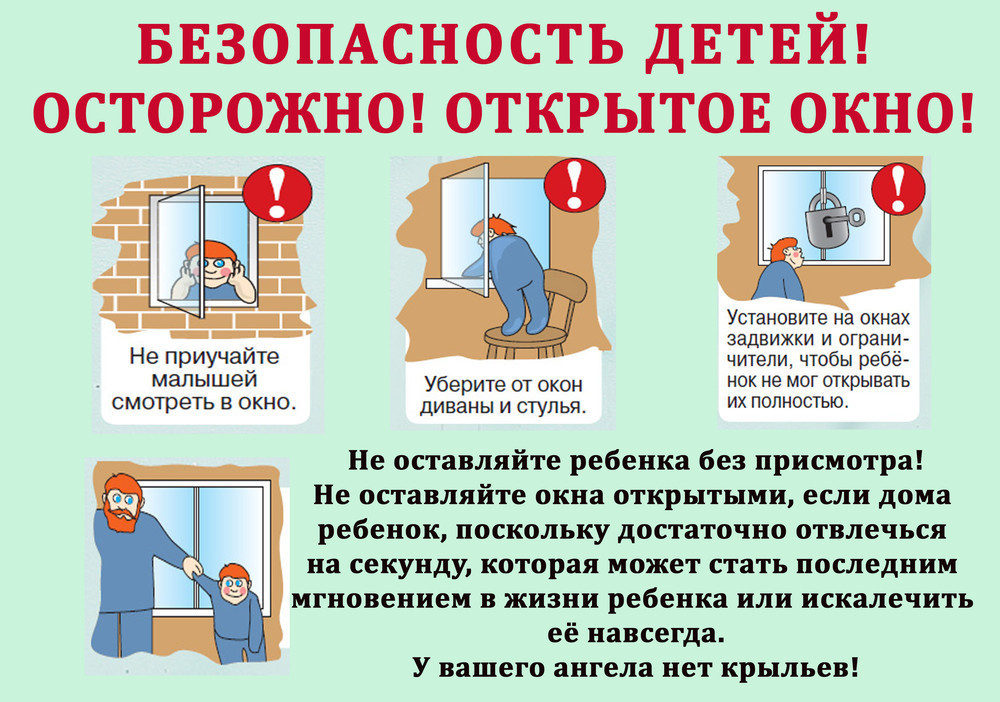 БЕЗОПАСНОСТЬ ДЕТЕЙ!
ОСТОРОЖНО! ОТКРЫТОЕ ОКНО!
Не приучайте
малышей
смотреть в окно.
Уберите от окон
диваны и стулья.
Установите на окнах
задвижки и ограни-
чители, чтобы ребё-
нок не мог открывать
их полностью.
Не оставляйте ребенка без присмотра!
Не оставляйте окна открытыми, если дома
ребенок, поскольку достаточно отвлечься
на секунду, которая может стать последним
мгновением в жизни ребенка или искалечить
её навсегда.
У вашего ангела нет крыльев!